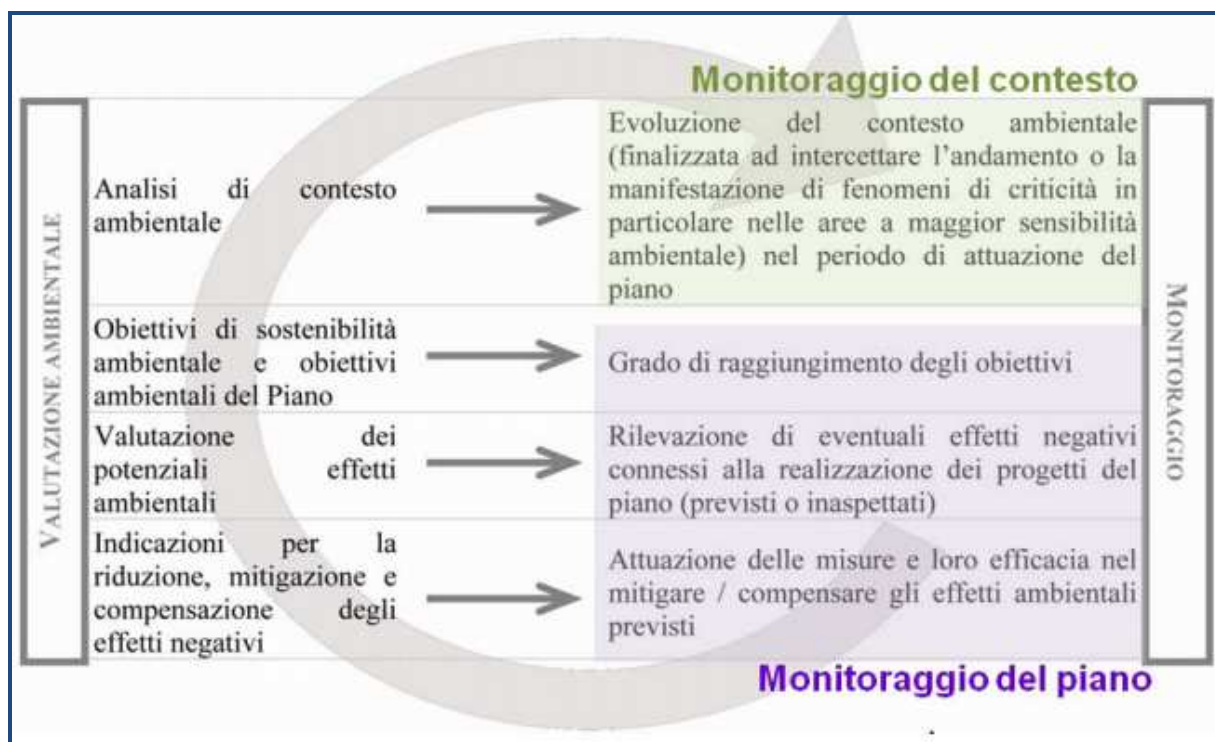 Monitoraggio del contesto
VALUTAZIONE AMBIENTALE
Analisi di contesto
ambientale
Evoluzione del contesto ambientale
(finalizzata ad intercettare l'andamento o la
manifestazione di fenomeni di criticità in
particolare nelle aree a maggior sensibilità
ambientale) nel periodo di attuazione del
piano
Obiettivi di sostenibilità
ambientale e obiettivi
ambientali del Piano
Grado di raggiungimento degli obiettivi
Valutazione dei
potenziali effetti
ambientali
Rilevazione di eventuali effetti negativi
connessi alla realizzazione dei progetti del
piano (previsti o inaspettati)
Indicazioni per la
riduzione, mitigazione e
compensazione degli
effetti negativi
Attuazione delle misure e loro efficacia nel
mitigare / compensare gli effetti ambientali
previsti
MONITORAGGIO
Monitoraggio del piano